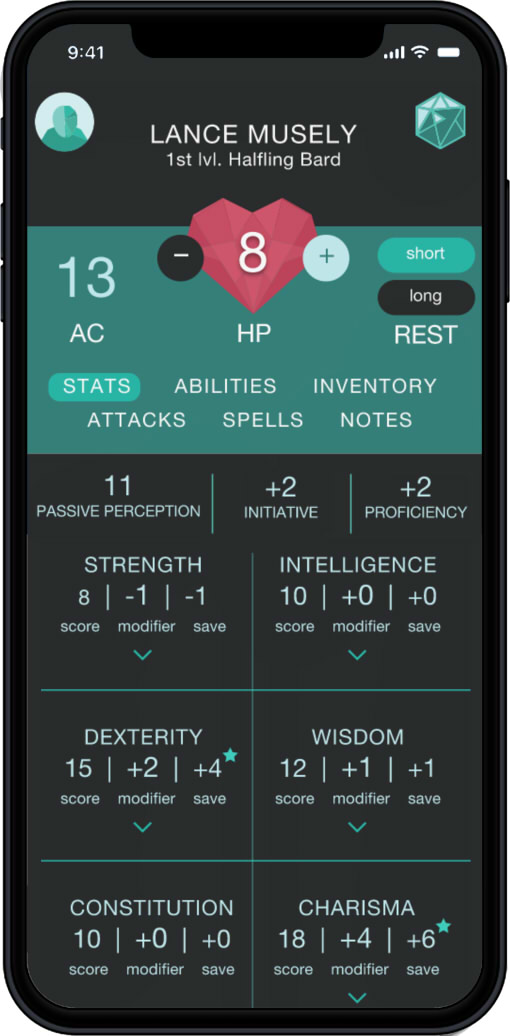 9:41
LANCE MUSELY
1st lvl. Halfling Bard
13
AC
−
8
+
HP
short
long
REST
STATS ABILITIES INVENTORY
ATTACKS SPELLS NOTES
11 +2 +2
PASSIVE PERCEPTION INITIATIVE PROFICIENCY
STRENGTH INTELLIGENCE
8 | -1 | -1 10 | +0 | +0
score modifier save score modifier save
DEXTERITY WISDOM
15 | +2 | +4 12 | +1 | +1
score modifier save score modifier save
CONSTITUTION CHARISMA
10 | +0 | +0 18 | +4 | +6
score modifier save score modifier save